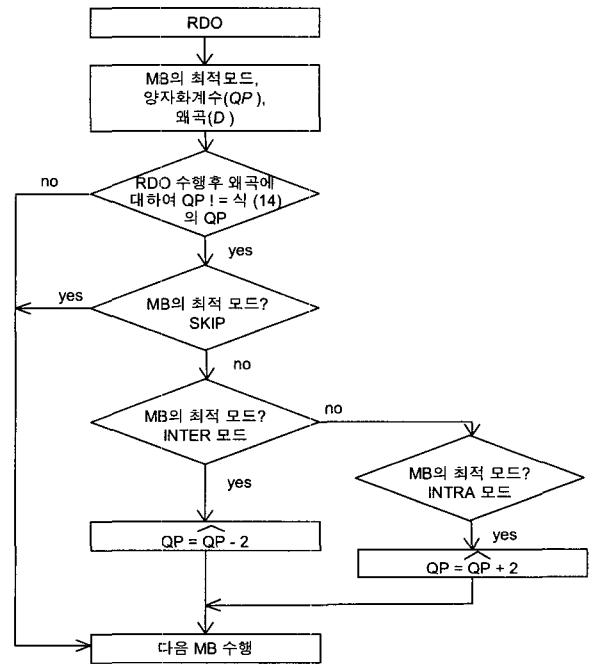 RDO
MB의 최적모드,
양자화계수(QP ),
왜곡(D )
no
RDO 수행후 왜곡에
대하여 QP ! = 식 (14)
의 QP
yes
yes
MB의 최적 모드?
SKIP
no
MB의 최적 모드?
INTER 모드
no
MB의 최적 모드?
INTRA 모드
yes
yes
QP = Q̂P - 2
QP = Q̂P + 2
다음 MB 수행